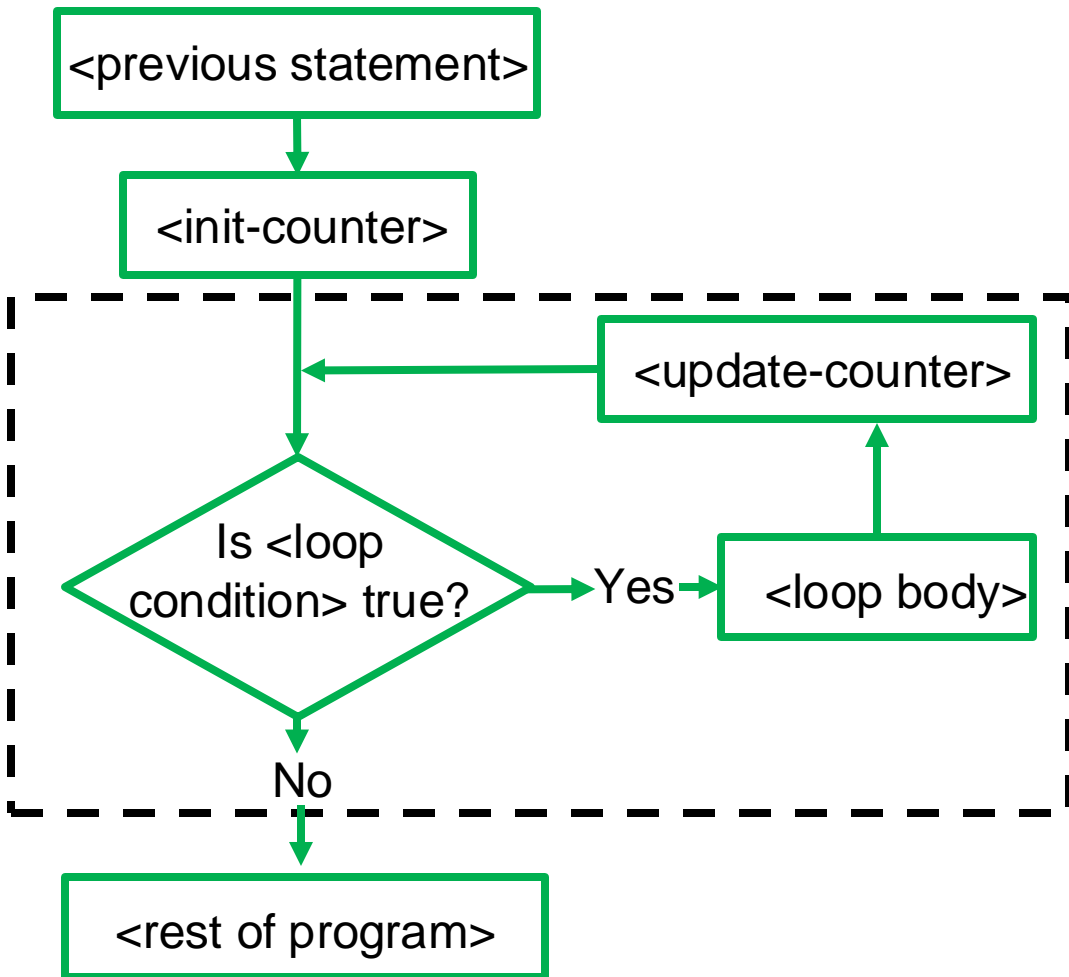 <previous statement>
<init-counter>
<update-counter>
Is <loop
condition> true?
Yes
<loop body>
No
<rest of program>